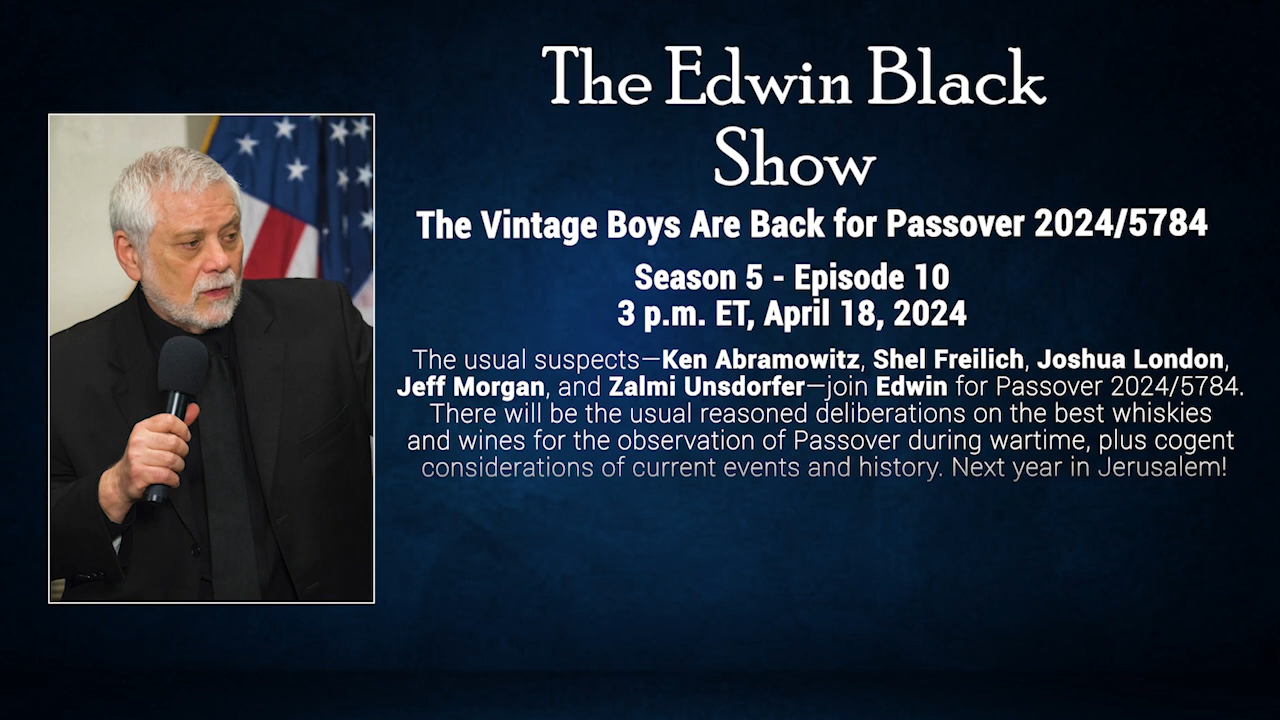 The Edwin Black
Show
The Vintage Boys Are Back for Passover 2024/5784
Season 5 - Episode 10
3 p.m. ET, April 18, 2024
The usual suspects—Ken Abramowitz, Shel Freilich, Joshua London,
Jeff Morgan, and Zalmi Unsdorfer—join Edwin for Passover 2024/5784.
There will be the usual reasoned deliberations on the best whiskies
and wines for the observation of Passover during wartime, plus cogent
considerations of current events and history. Next year in Jerusalem!